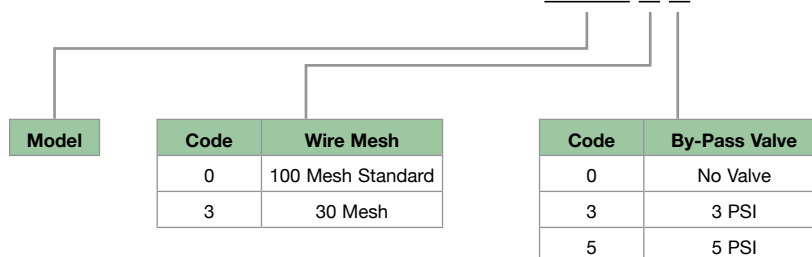 Model
Code Wire Mesh
0 100 Mesh Standard
3 30 Mesh
Code By-Pass Valve
0 No Valve
3 3 PSI
5 5 PSI